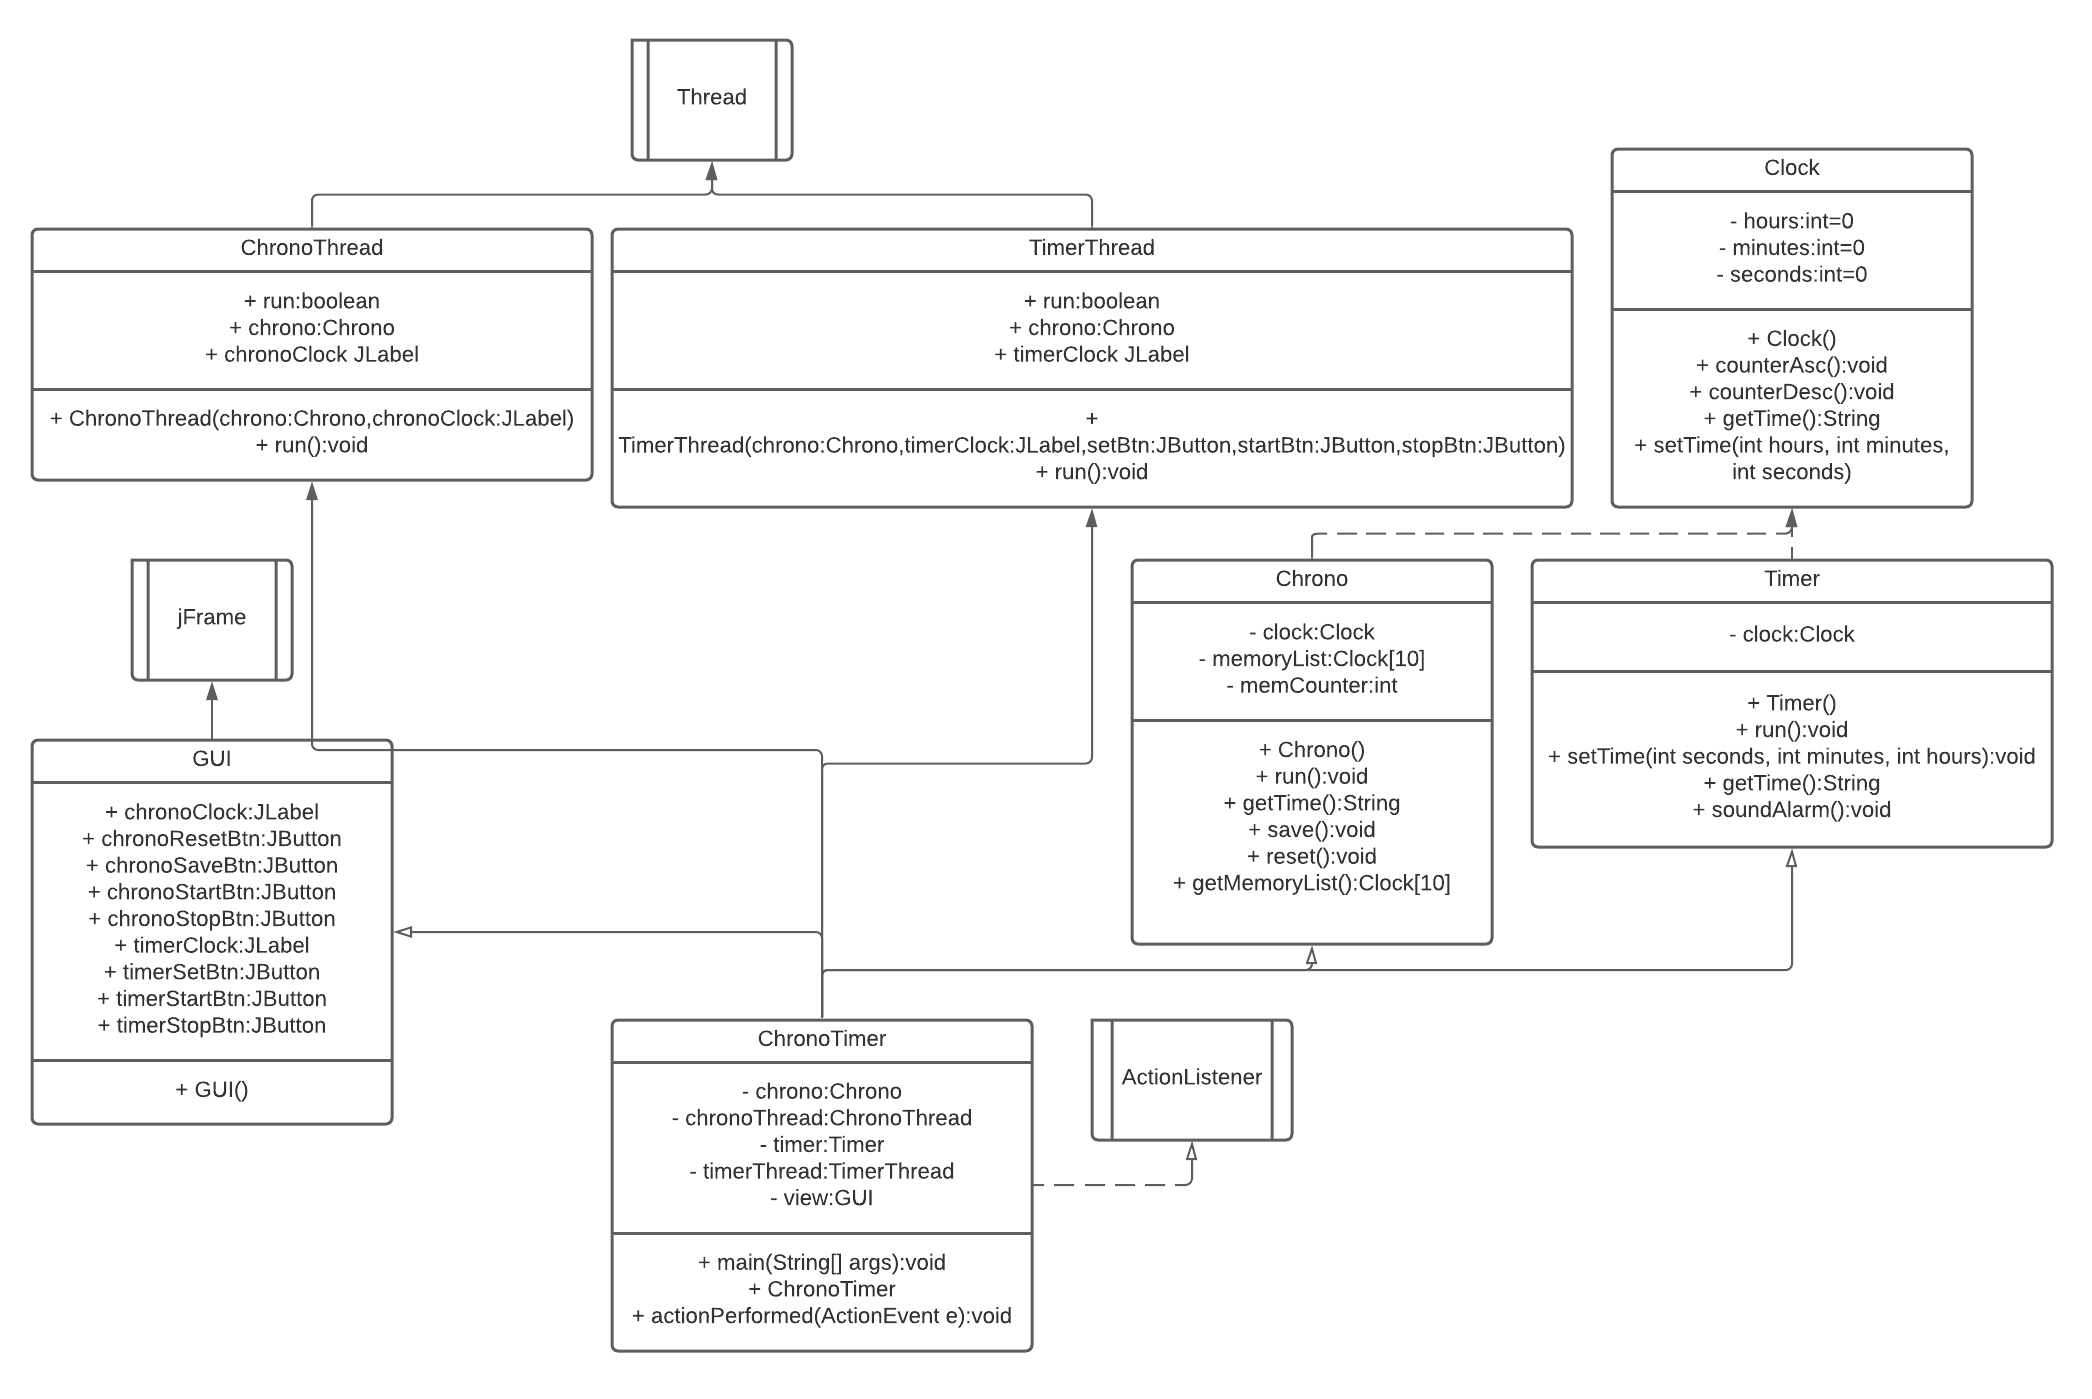 Thread
Clock
- hours:int=0
- minutes:int=0
- seconds:int=0
+ Clock()
+ counterAsc():void
+ counterDesc():void
+ getTime():String
+ setTime(int hours, int minutes,
int seconds)
ChronoThread
+ run:boolean
+ chrono:Chrono
+ chronoClock JLabel
+ ChronoThread(chrono:Chrono,chronoClock:JLabel)
+ run():void
TimerThread
+ run:boolean
+ chrono:Chrono
+ timerClock JLabel
+
TimerThread(chrono:Chrono,timerClock:JLabel,setBtn:JButton,startBtn:JButton,stopBtn:JButton)
+ run():void
jFrame
Chrono
- clock:Clock
- memoryList:Clock[10]
- memCounter:int
+ Chrono()
+ run():void
+ getTime():String
+ save():void
+ reset():void
+ getMemoryList():Clock[10]
Timer
- clock:Clock
+ Timer()
+ run():void
+ setTime(int seconds, int minutes, int hours):void
+ getTime():String
+ soundAlarm():void
GUI
+ chronoClock:JLabel
+ chronoResetBtn:JButton
+ chronoSaveBtn:JButton
+ chronoStartBtn:JButton
+ chronoStopBtn:JButton
+ timerClock:JLabel
+ timerSetBtn:JButton
+ timerStartBtn:JButton
+ timerStopBtn:JButton
+ GUI()
ChronoTimer
- chrono:Chrono
- chronoThread:ChronoThread
- timer:Timer
- timerThread:TimerThread
- view:GUI
+ main(String[] args):void
+ ChronoTimer
+ actionPerformed(ActionEvent e):void
ActionListener